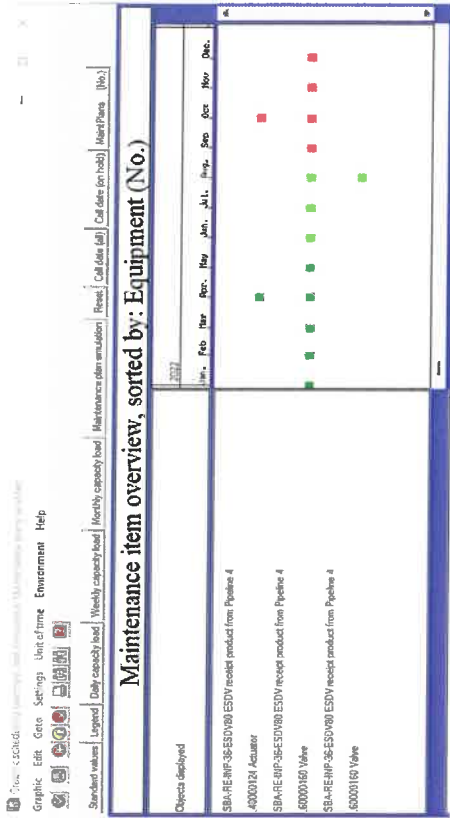 Graphic Edit Goto Settings Unit of time Environment Help
Standard values Legend Daily capacity load Weekly capacity load Monthly capacity load Maintenance plan simulation Reset Call date (all) Call date (on hold) MaintPlans (No.)
Maintenance item overview, sorted by: Equipment (No.)
Objects displayed
2022
Jan. Feb Mar Apr. May Jun. Jul. Aug. Sep Oct Nov Dec.
SBA-RE-INP-36-ESDV80 ESDV receipt product from Pipeline 4
.40000124 Actuator
SBA-RE-INP-36-ESDV80 ESDV receipt product from Pipeline 4
.60000160 Valve
SBA-RE-INP-36-ESDV80 ESDV receipt product from Pipeline 4
.60000160 Valve